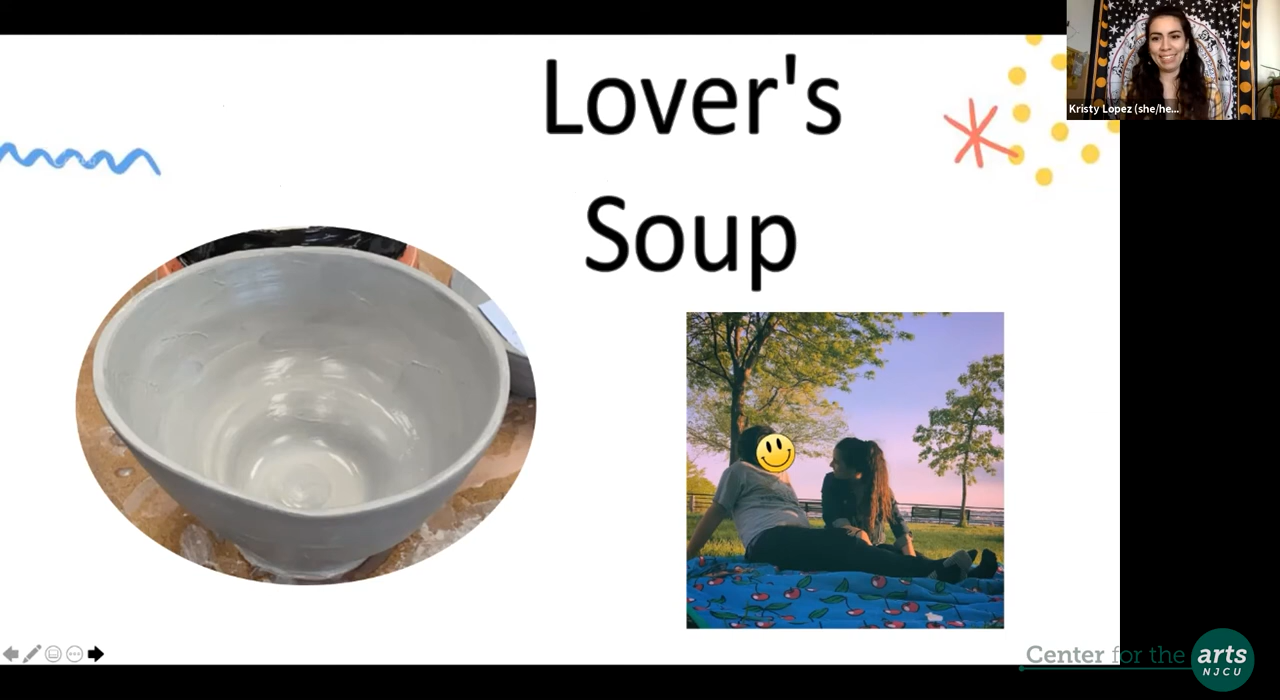 Lover's
Soup
Kristy Lopez (she/he...
Center for the arts
NJCU